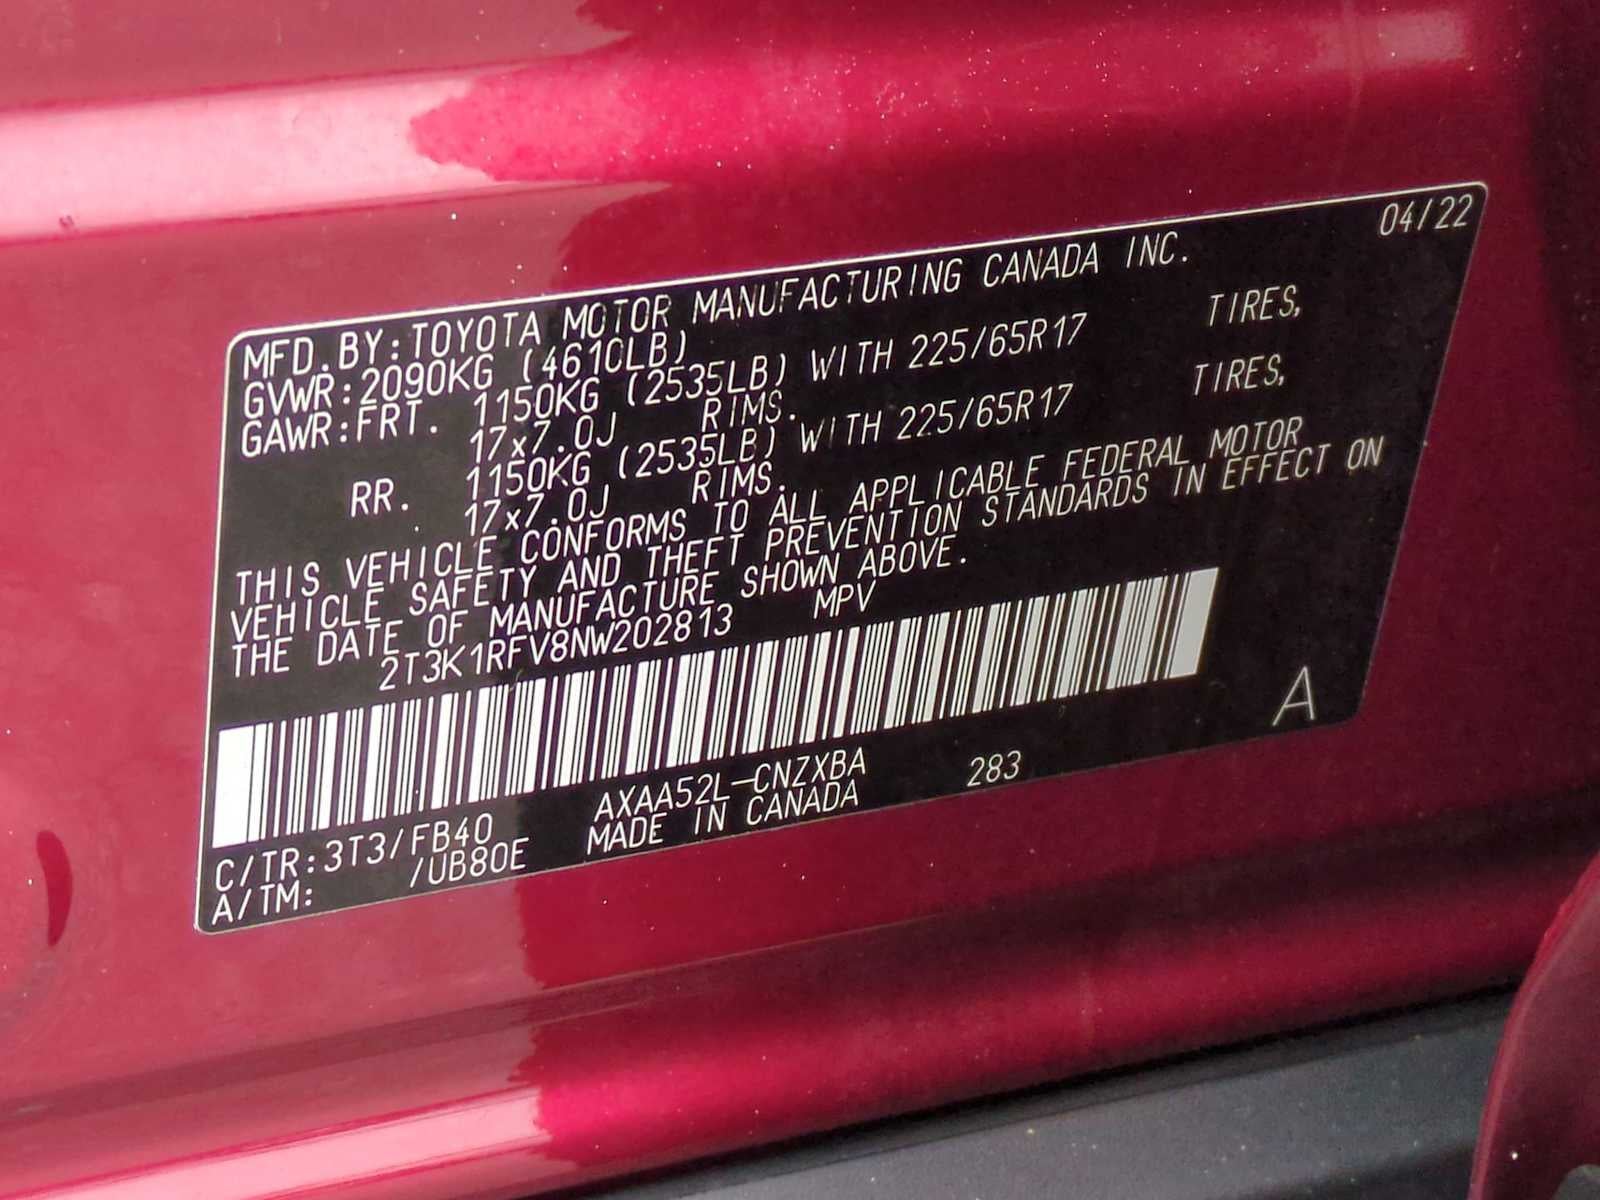 04/22
MFD.BY:TOYOTA MOTOR MANUFACTURING CANADA INC.
GVWR:2090KG (4610LB)
GAWR:FRT. 1150KG (2535LB) WITH 225/65R17 TIRES,
17x7.0J RIMS.
RR. 1150KG (2535LB) WITH 225/65R17 TIRES,
17x7.0J RIMS.
THIS VEHICLE CONFORMS TO ALL APPLICABLE FEDERAL MOTOR
VEHICLE SAFETY AND THEFT PREVENTION STANDARDS IN EFFECT ON
THE DATE OF MANUFACTURE SHOWN ABOVE.
2T3K1RFV8NW202813 MPV
A
C/TR:3T3/FB40 AXAA52L-CNZXBA 283
A/TM: /UB80E MADE IN CANADA